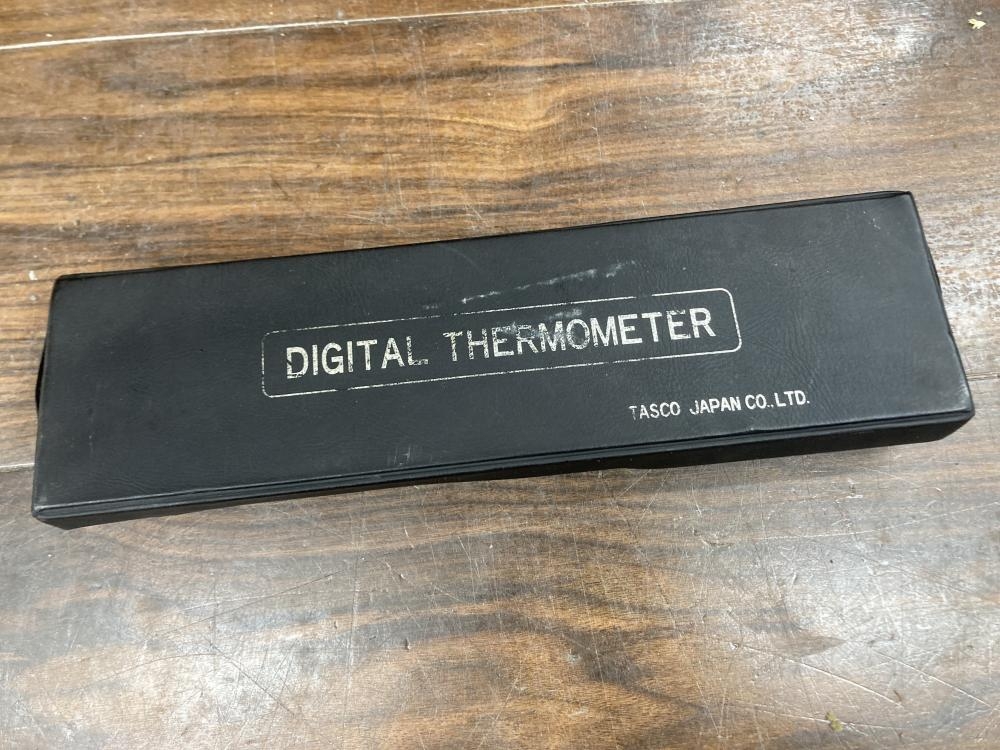 DIGITAL THERMOMETER
TASCO JAPAN CO.,LTD.